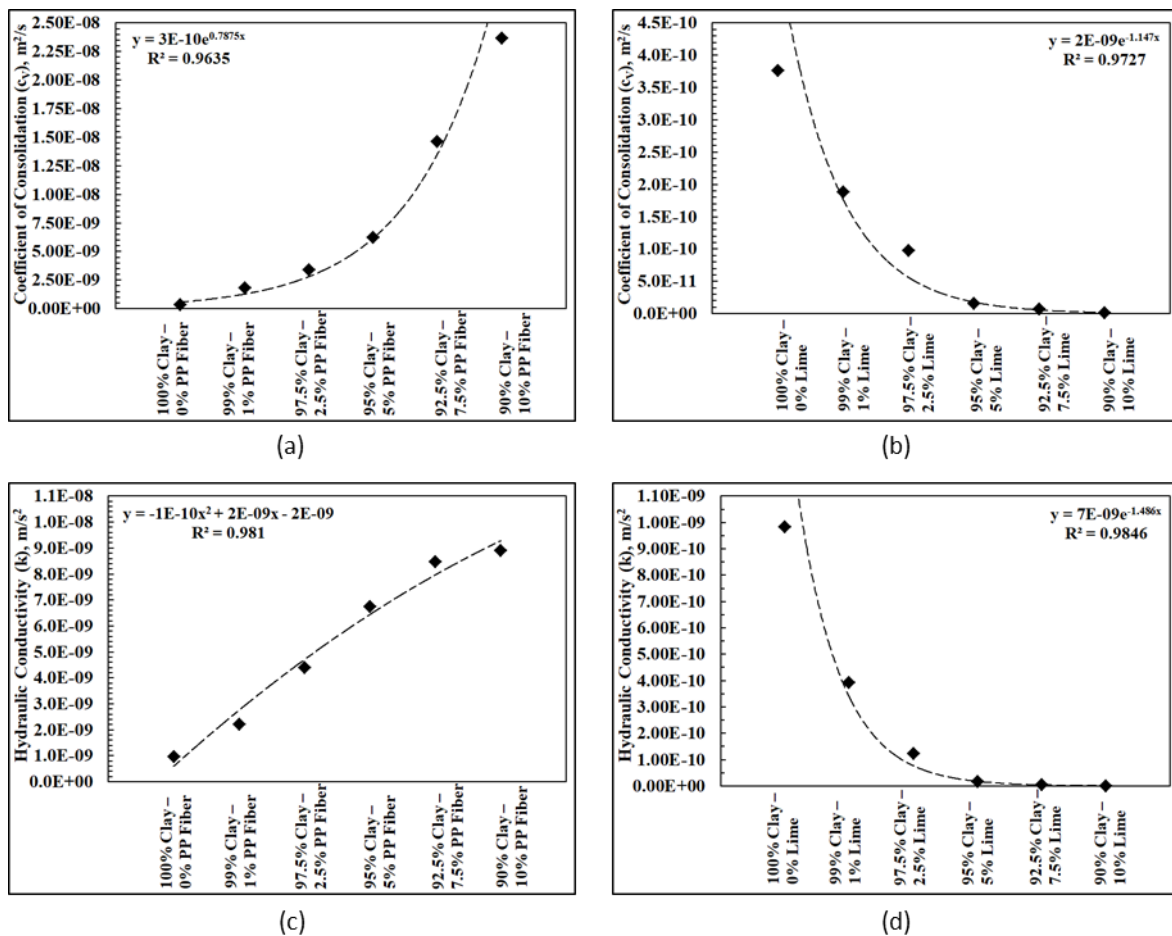 Coefficient of Consolidation (cᵥ), m²/s
2.50E-08
2.25E-08
2.00E-08
1.75E-08
1.50E-08
1.25E-08
1.00E-08
7.50E-09
5.00E-09
2.50E-09
0.00E+00
y = 3E-10e^0.7875x
R² = 0.9635
100% Clay –
0% PP Fiber
99% Clay –
1% PP Fiber
97.5% Clay –
2.5% PP Fiber
95% Clay –
5% PP Fiber
92.5% Clay –
7.5% PP Fiber
90% Clay –
10% PP Fiber
(a)
Coefficient of Consolidation (cᵥ), m²/s
4.5E-10
4.0E-10
3.5E-10
3.0E-10
2.5E-10
2.0E-10
1.5E-10
1.0E-10
5.0E-11
0.0E+00
y = 2E-09e^-1.147x
R² = 0.9727
100% Clay –
0% Lime
99% Clay –
1% Lime
97.5% Clay –
2.5% Lime
95% Clay –
5% Lime
92.5% Clay –
7.5% Lime
90% Clay –
10% Lime
(b)
Hydraulic Conductivity (k), m/s²
1.1E-08
1.0E-08
9.0E-09
8.0E-09
7.0E-09
6.0E-09
5.0E-09
4.0E-09
3.0E-09
2.0E-09
1.0E-09
0.0E+00
y = -1E-10x² + 2E-09x - 2E-09
R² = 0.981
100% Clay –
0% PP Fiber
99% Clay –
1% PP Fiber
97.5% Clay –
2.5% PP Fiber
95% Clay –
5% PP Fiber
92.5% Clay –
7.5% PP Fiber
90% Clay –
10% PP Fiber
(c)
Hydraulic Conductivity (k), m/s²
1.10E-09
1.00E-09
9.00E-10
8.00E-10
7.00E-10
6.00E-10
5.00E-10
4.00E-10
3.00E-10
2.00E-10
1.00E-10
0.00E+00
y = 7E-09e^-1.486x
R² = 0.9846
100% Clay –
0% Lime
99% Clay –
1% Lime
97.5% Clay –
2.5% Lime
95% Clay –
5% Lime
92.5% Clay –
7.5% Lime
90% Clay –
10% Lime
(d)